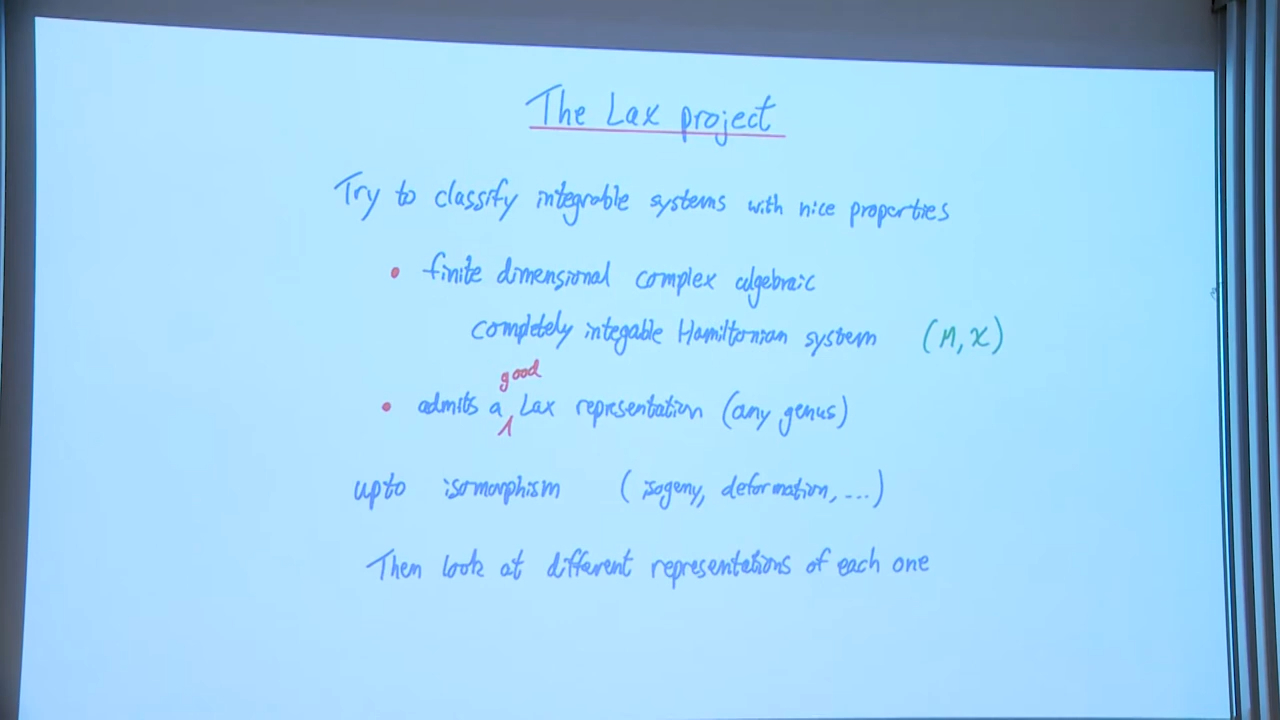 The Lax project
Try to classify integrable systems with nice properties
• finite dimensional complex algebraic
completely integable Hamiltonian system (M, χ)
good
• admits a Lax representation (any genus)
upto isomorphism (isogeny, deformation, ...)
Then look at different representations of each one